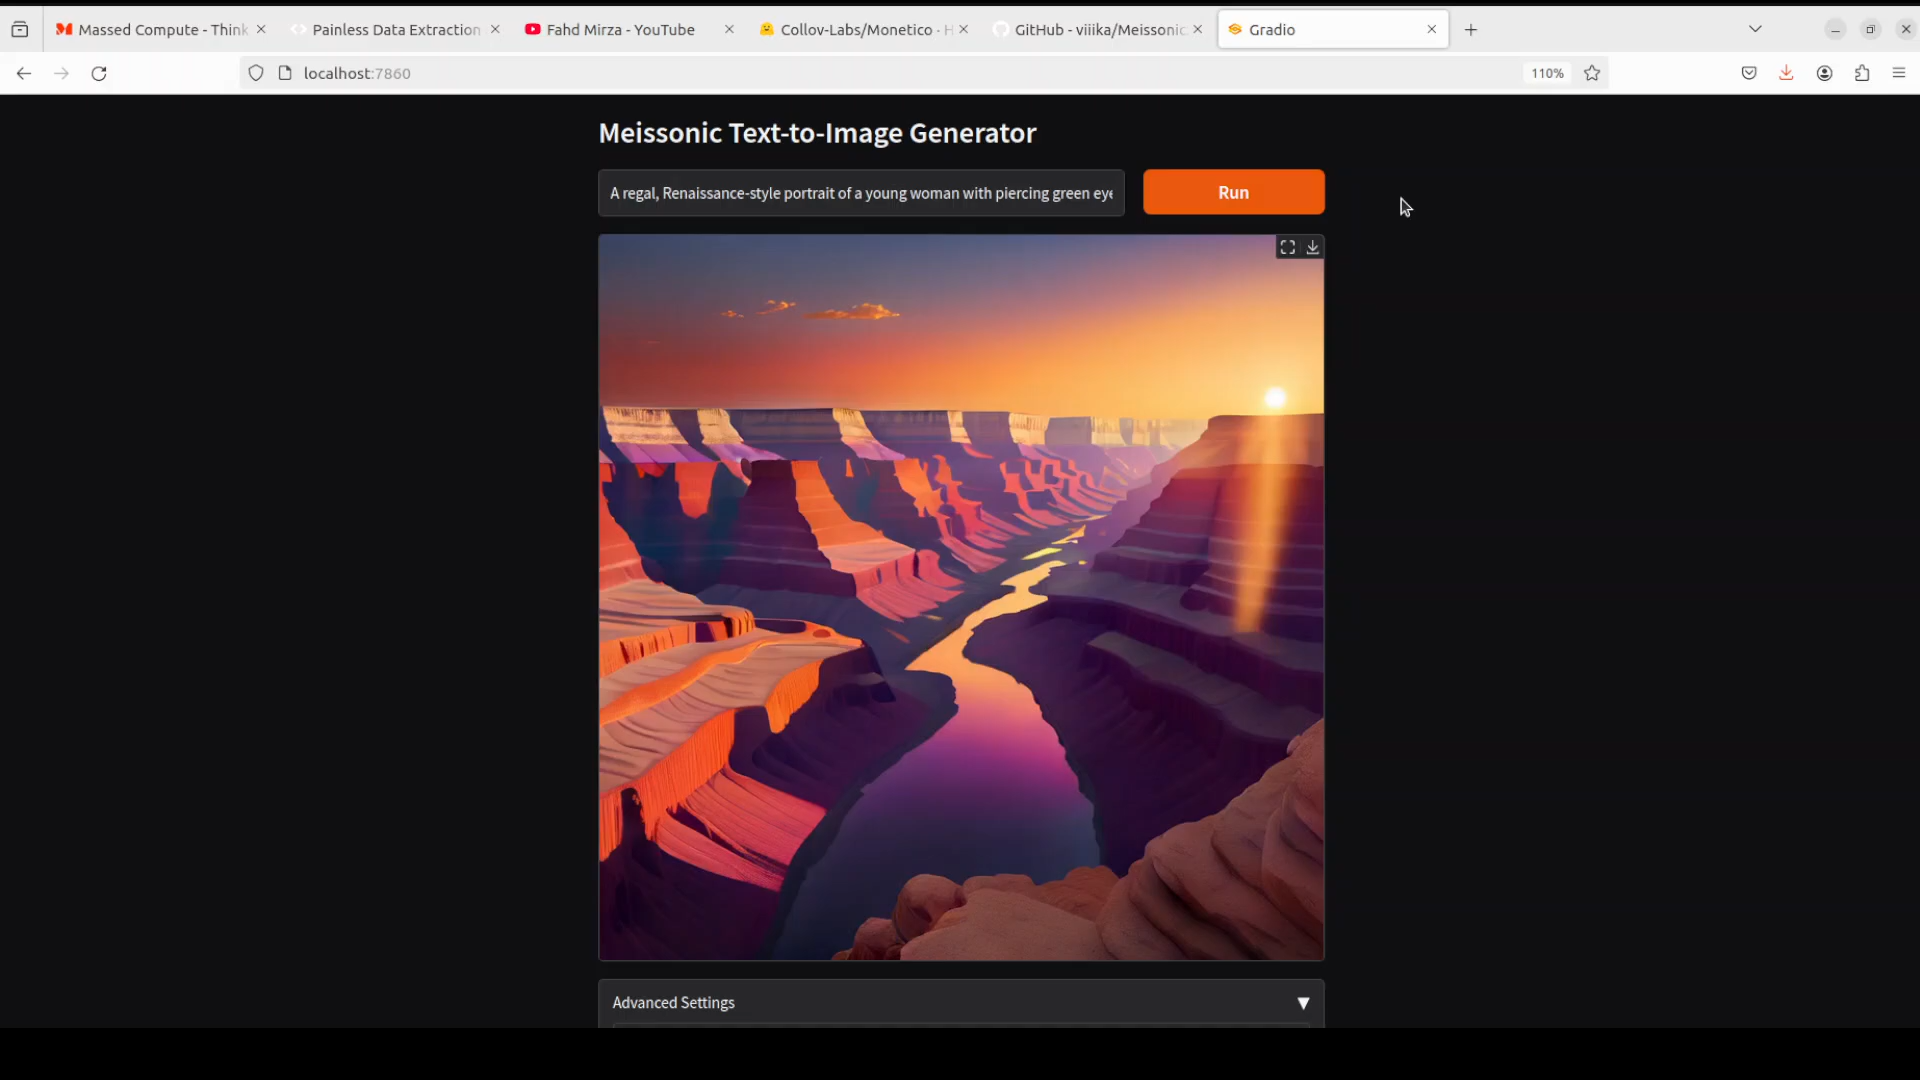 Massed Compute - Think
Painless Data Extraction
Fahd Mirza - YouTube
Collov-Labs/Monetico · H
GitHub - viiika/Meissonic:
Gradio
localhost:7860
110%
Meissonic Text-to-Image Generator
A regal, Renaissance-style portrait of a young woman with piercing green eye
Run
Advanced Settings